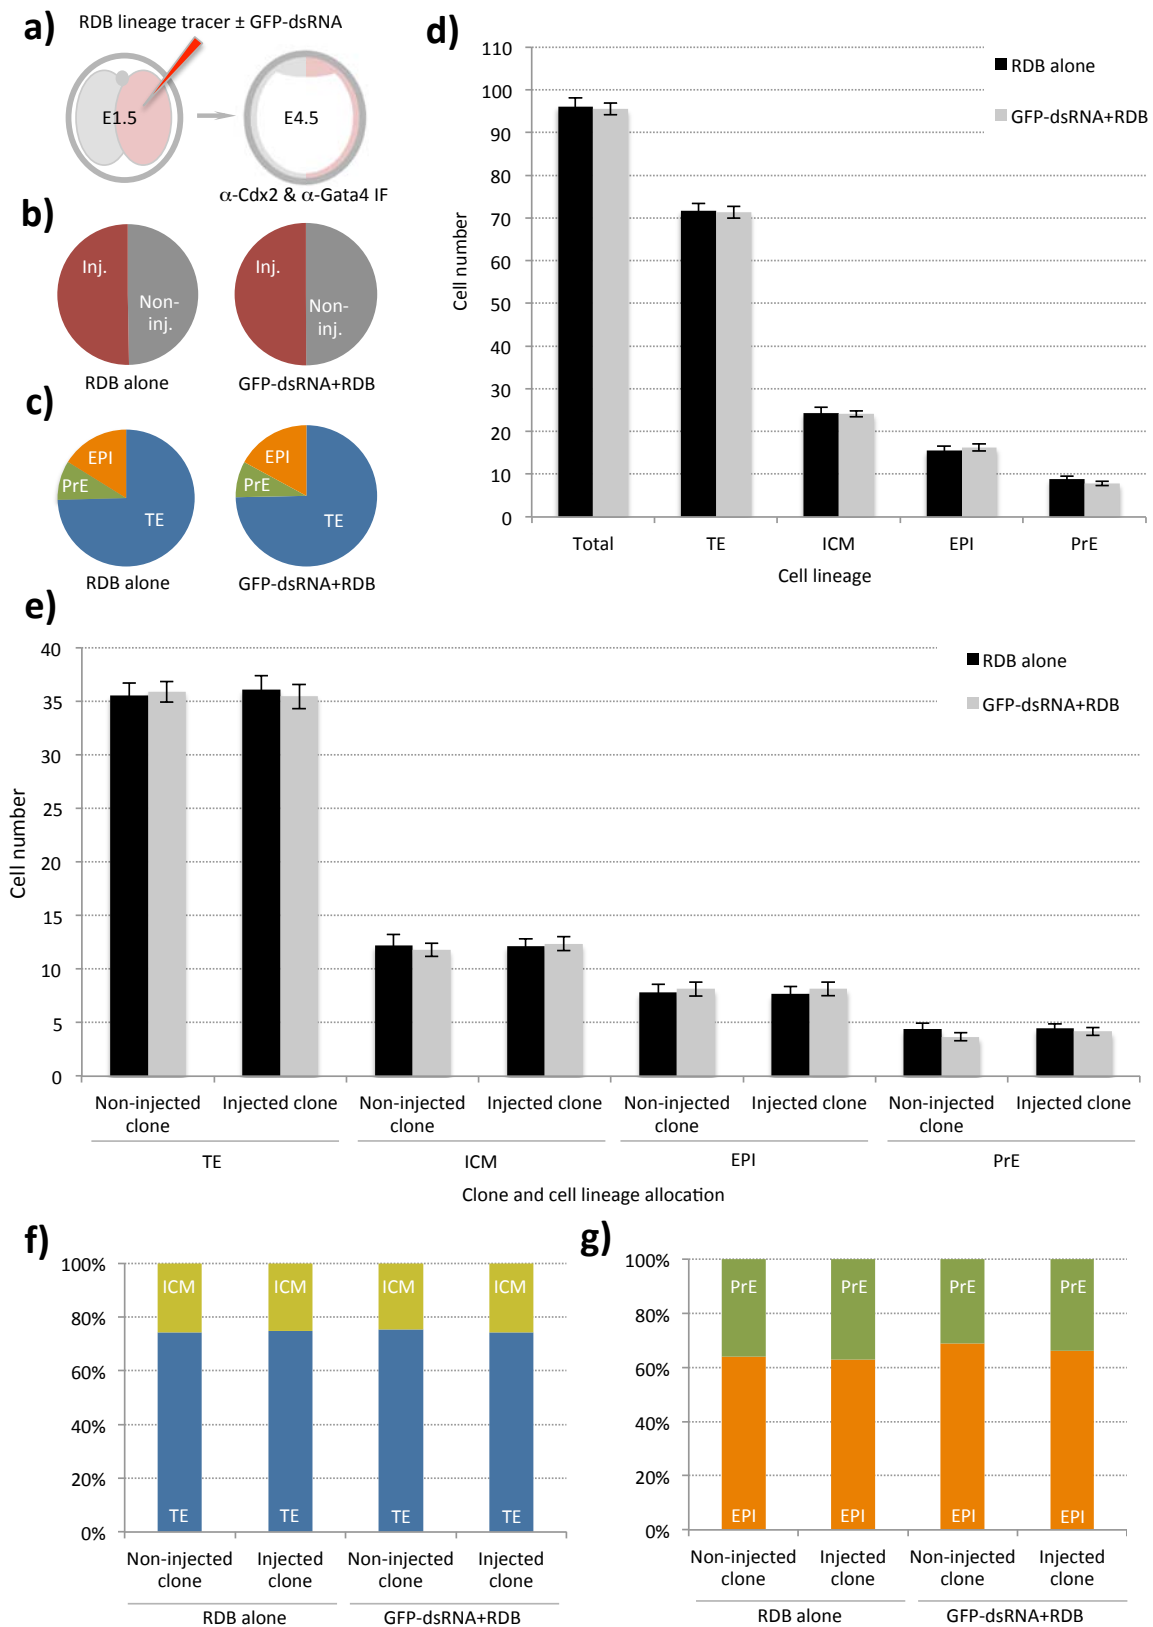 a)
RDB lineage tracer ± GFP-dsRNA
E1.5
E4.5
α-Cdx2 & α-Gata4 IF
b)
Inj.
Non-
inj.
RDB alone
Inj.
Non-
inj.
GFP-dsRNA+RDB
c)
EPI
PrE
TE
RDB alone
EPI
PrE
TE
GFP-dsRNA+RDB
d)
Cell number
110
100
90
80
70
60
50
40
30
20
10
0
RDB alone
GFP-dsRNA+RDB
Total
TE
ICM
EPI
PrE
Cell lineage
e)
Cell number
40
35
30
25
20
15
10
5
0
RDB alone
GFP-dsRNA+RDB
Non-injected
clone
Injected clone
Non-injected
clone
Injected clone
Non-injected
clone
Injected clone
Non-injected
clone
Injected clone
TE
ICM
EPI
PrE
Clone and cell lineage allocation
f)
100%
80%
60%
40%
20%
0%
ICM
ICM
ICM
ICM
TE
TE
TE
TE
Non-injected
clone
Injected
clone
Non-injected
clone
Injected
clone
RDB alone
GFP-dsRNA+RDB
g)
100%
80%
60%
40%
20%
0%
PrE
PrE
PrE
PrE
EPI
EPI
EPI
EPI
Non-injected
clone
Injected
clone
Non-injected
clone
Injected
clone
RDB alone
GFP-dsRNA+RDB